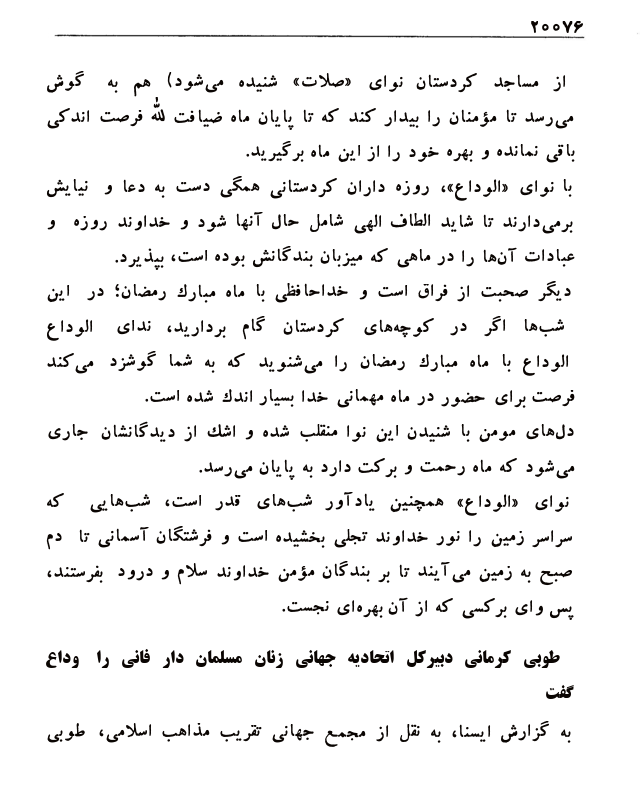 ۲۰۰۷۶
از مساجد کردستان نوای «صلات» شنیده می‌شود) هم به گوش
می‌رسد تا مؤمنان را بیدار کند که تا پایان ماه ضیافت لله فرصت اندکی
باقی نمانده و بهره خود را از این ماه برگیرید.
با نوای «الوداع»، روزه داران کردستانی همگی دست به دعا و نیایش
برمی‌دارند تا شاید الطاف الهی شامل حال آنها شود و خداوند روزه و
عبادات آن‌ها را در ماهی که میزبان بندگانش بوده است، بپذیرد.
دیگر صحبت از فراق است و خداحافظی با ماه مبارك رمضان؛ در این
شب‌ها اگر در کوچه‌های کردستان گام بردارید، ندای الوداع
الوداع با ماه مبارك رمضان را می‌شنوید که به شما گوشزد می‌کند
فرصت برای حضور در ماه مهمانی خدا بسیار اندك شده است.
دل‌های مومن با شنیدن این نوا منقلب شده و اشك از دیدگانشان جاری
می‌شود که ماه رحمت و برکت دارد به پایان می‌رسد.
نوای «الوداع» همچنین یادآور شب‌های قدر است، شب‌هایی که
سراسر زمین را نور خداوند تجلی بخشیده است و فرشتگان آسمانی تا دم
صبح به زمین می‌آیند تا بر بندگان مؤمن خداوند سلام و درود بفرستند،
پس وای برکسی که از آن بهره‌ای نجست.
طوبی کرمانی دبیرکل اتحادیه جهانی زنان مسلمان دار فانی را وداع
گفت
به گزارش ایسنا، به نقل از مجمع جهانی تقریب مذاهب اسلامی، طوبی